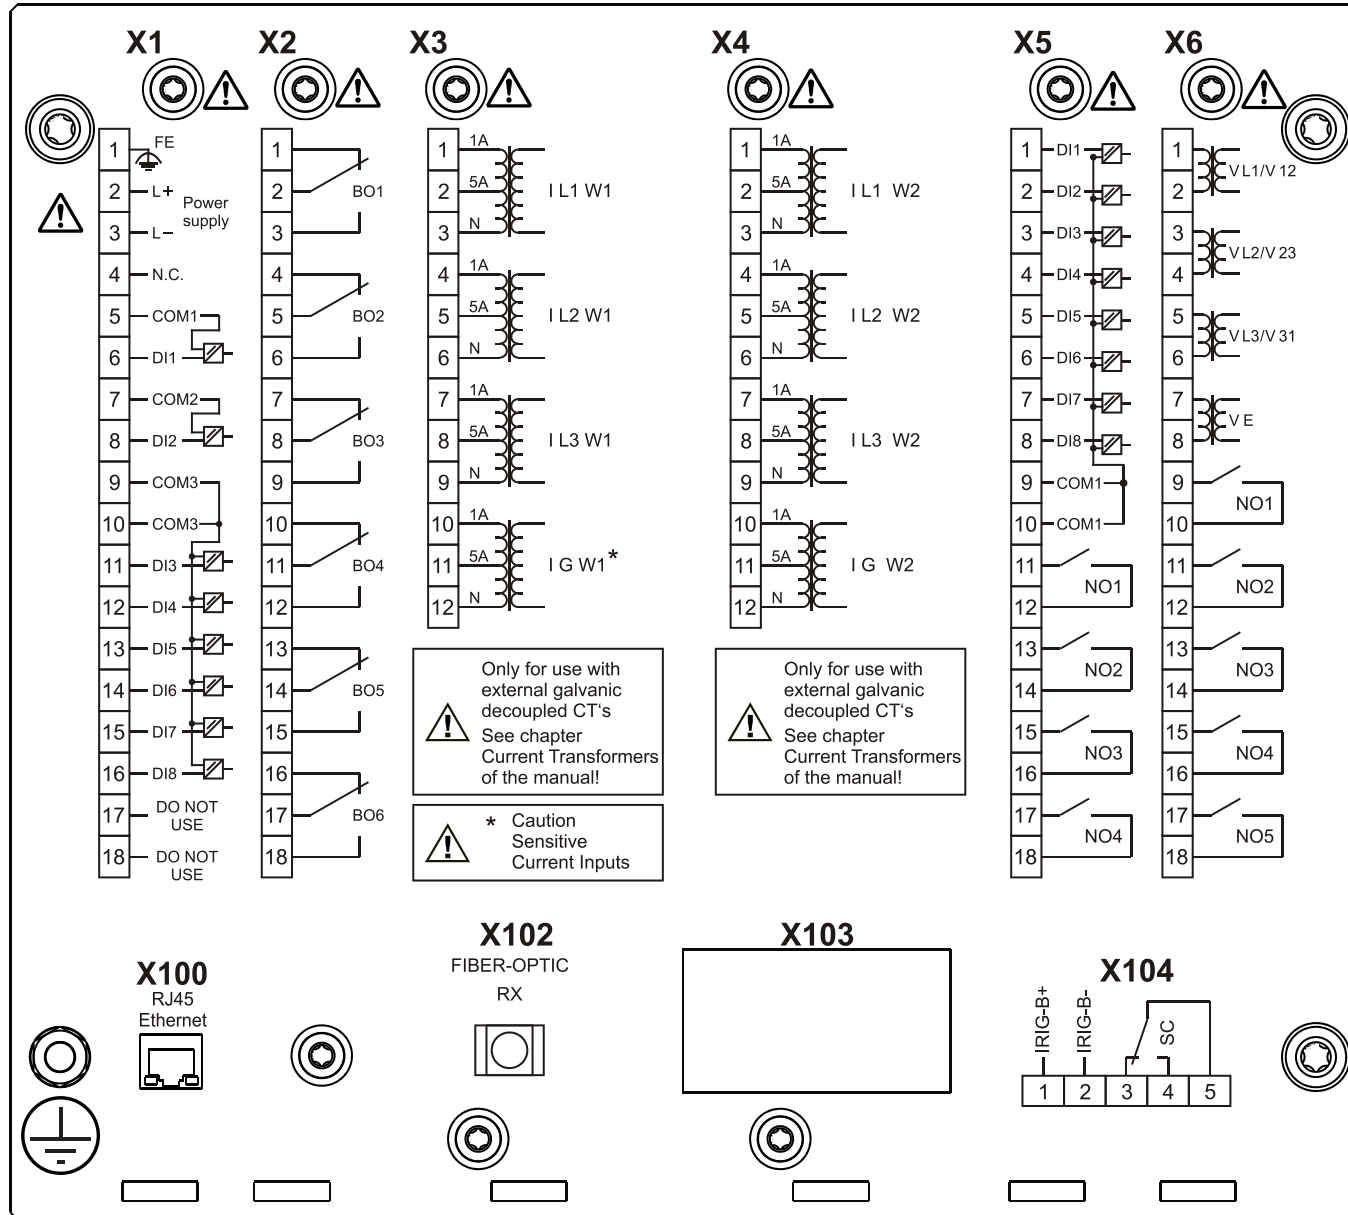 X1 X2 X3 X4 X5 X6
1 FE
2 L+ Power
supply
3 L−
4 N.C.
5 COM1
6 DI1
7 COM2
8 DI2
9 COM3
10 COM3
11 DI3
12 DI4
13 DI5
14 DI6
15 DI7
16 DI8
17 DO NOT
USE
18 DO NOT
USE
1
2 BO1
3
4
5 BO2
6
7
8 BO3
9
10
11 BO4
12
13
14 BO5
15
16
17 BO6
18
1 1A
2 5A I L1 W1
3 N
4 1A
5 5A I L2 W1
6 N
7 1A
8 5A I L3 W1
9 N
10 1A
11 5A I G W1*
12 N
Only for use with
external galvanic
decoupled CT‘s
See chapter
Current Transformers
of the manual!
* Caution
Sensitive
Current Inputs
1 1A
2 5A I L1 W2
3 N
4 1A
5 5A I L2 W2
6 N
7 1A
8 5A I L3 W2
9 N
10 1A
11 5A I G W2
12 N
Only for use with
external galvanic
decoupled CT‘s
See chapter
Current Transformers
of the manual!
1 DI1
2 DI2
3 DI3
4 DI4
5 DI5
6 DI6
7 DI7
8 DI8
9 COM1
10 COM1
11
NO1
12
13
NO2
14
15
NO3
16
17
NO4
18
1
V L1/V 12
2
3
V L2/V 23
4
5
V L3/V 31
6
7
V E
8
9
NO1
10
11
NO2
12
13
NO3
14
15
NO4
16
17
NO5
18
X100
RJ45
Ethernet
X102
FIBER-OPTIC
RX
X103
X104
IRIG-B+ IRIG-B- SC
1 2 3 4 5